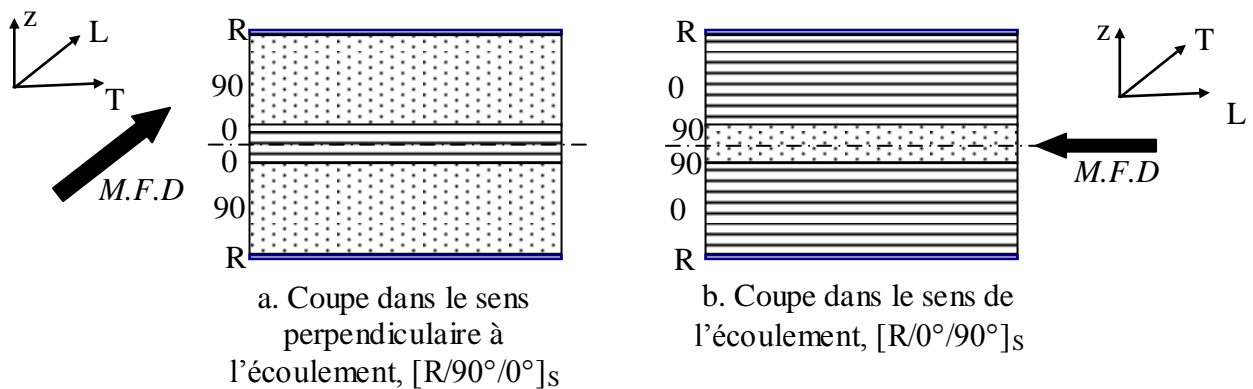 z
L
T
M.F.D
R
90
0
0
90
R
a. Coupe dans le sens
perpendiculaire à
l'écoulement, [R/90°/0°]s
R
0
90
90
0
R
z
T
L
M.F.D
b. Coupe dans le sens de
l'écoulement, [R/0°/90°]s